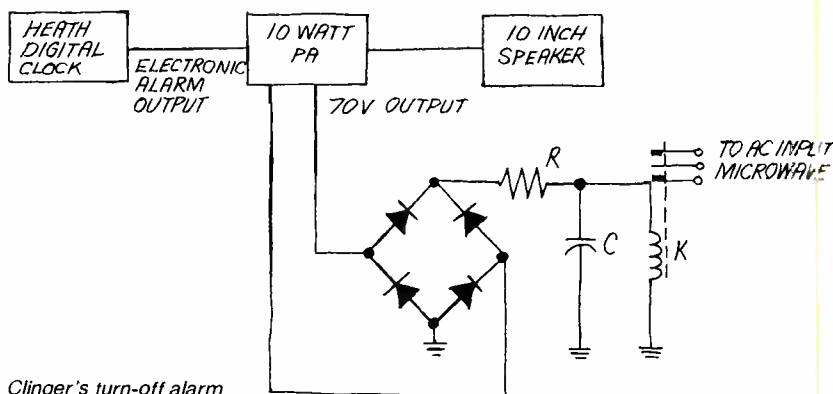 HEATH
DIGITAL
CLOCK
ELECTRONIC
ALARM
OUTPUT
10 WATT
PA
10 INCH
SPEAKER
70V OUTPUT
R
C
K
TO AC INPUT
MICROWAVE
Clinger's turn-off alarm